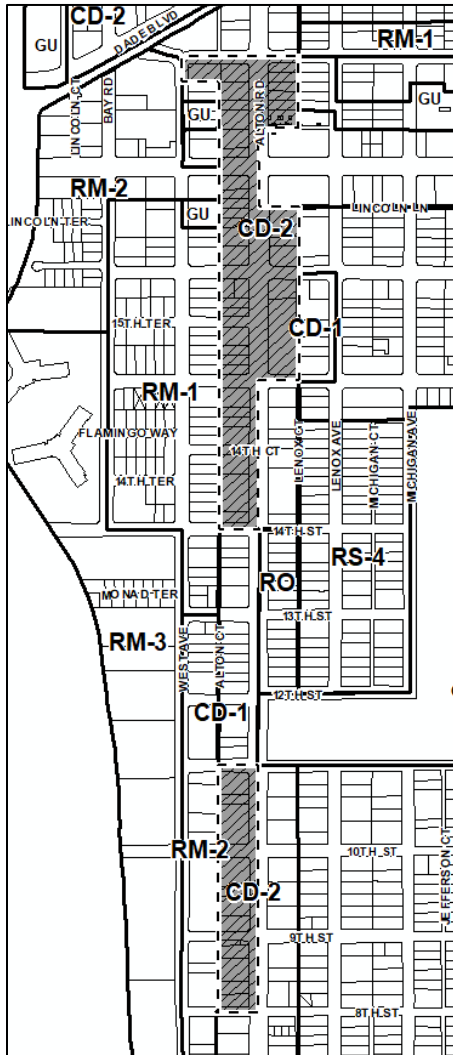 CD-2
GU
DADE BLVD
RM-1
LINCOLN CT
BAY RD
ALTON RD
GU
GU
RM-2
LINCOLN TER
GU
LINCOLN LN
CD-2
15TH TER
CD-1
RM-1
FLAMINGO WAY
14TH CT
LENOX CT
LENOX AVE
MICHIGAN CT
MICHIGAN AVE
14TH TER
14TH ST
RO
RS-4
MONAD TER
13TH ST
RM-3
WEST AVE
ALTON CT
12TH ST
CD-1
RM-2
10TH ST
CD-2
JEFFERSON CT
9TH ST
8TH ST